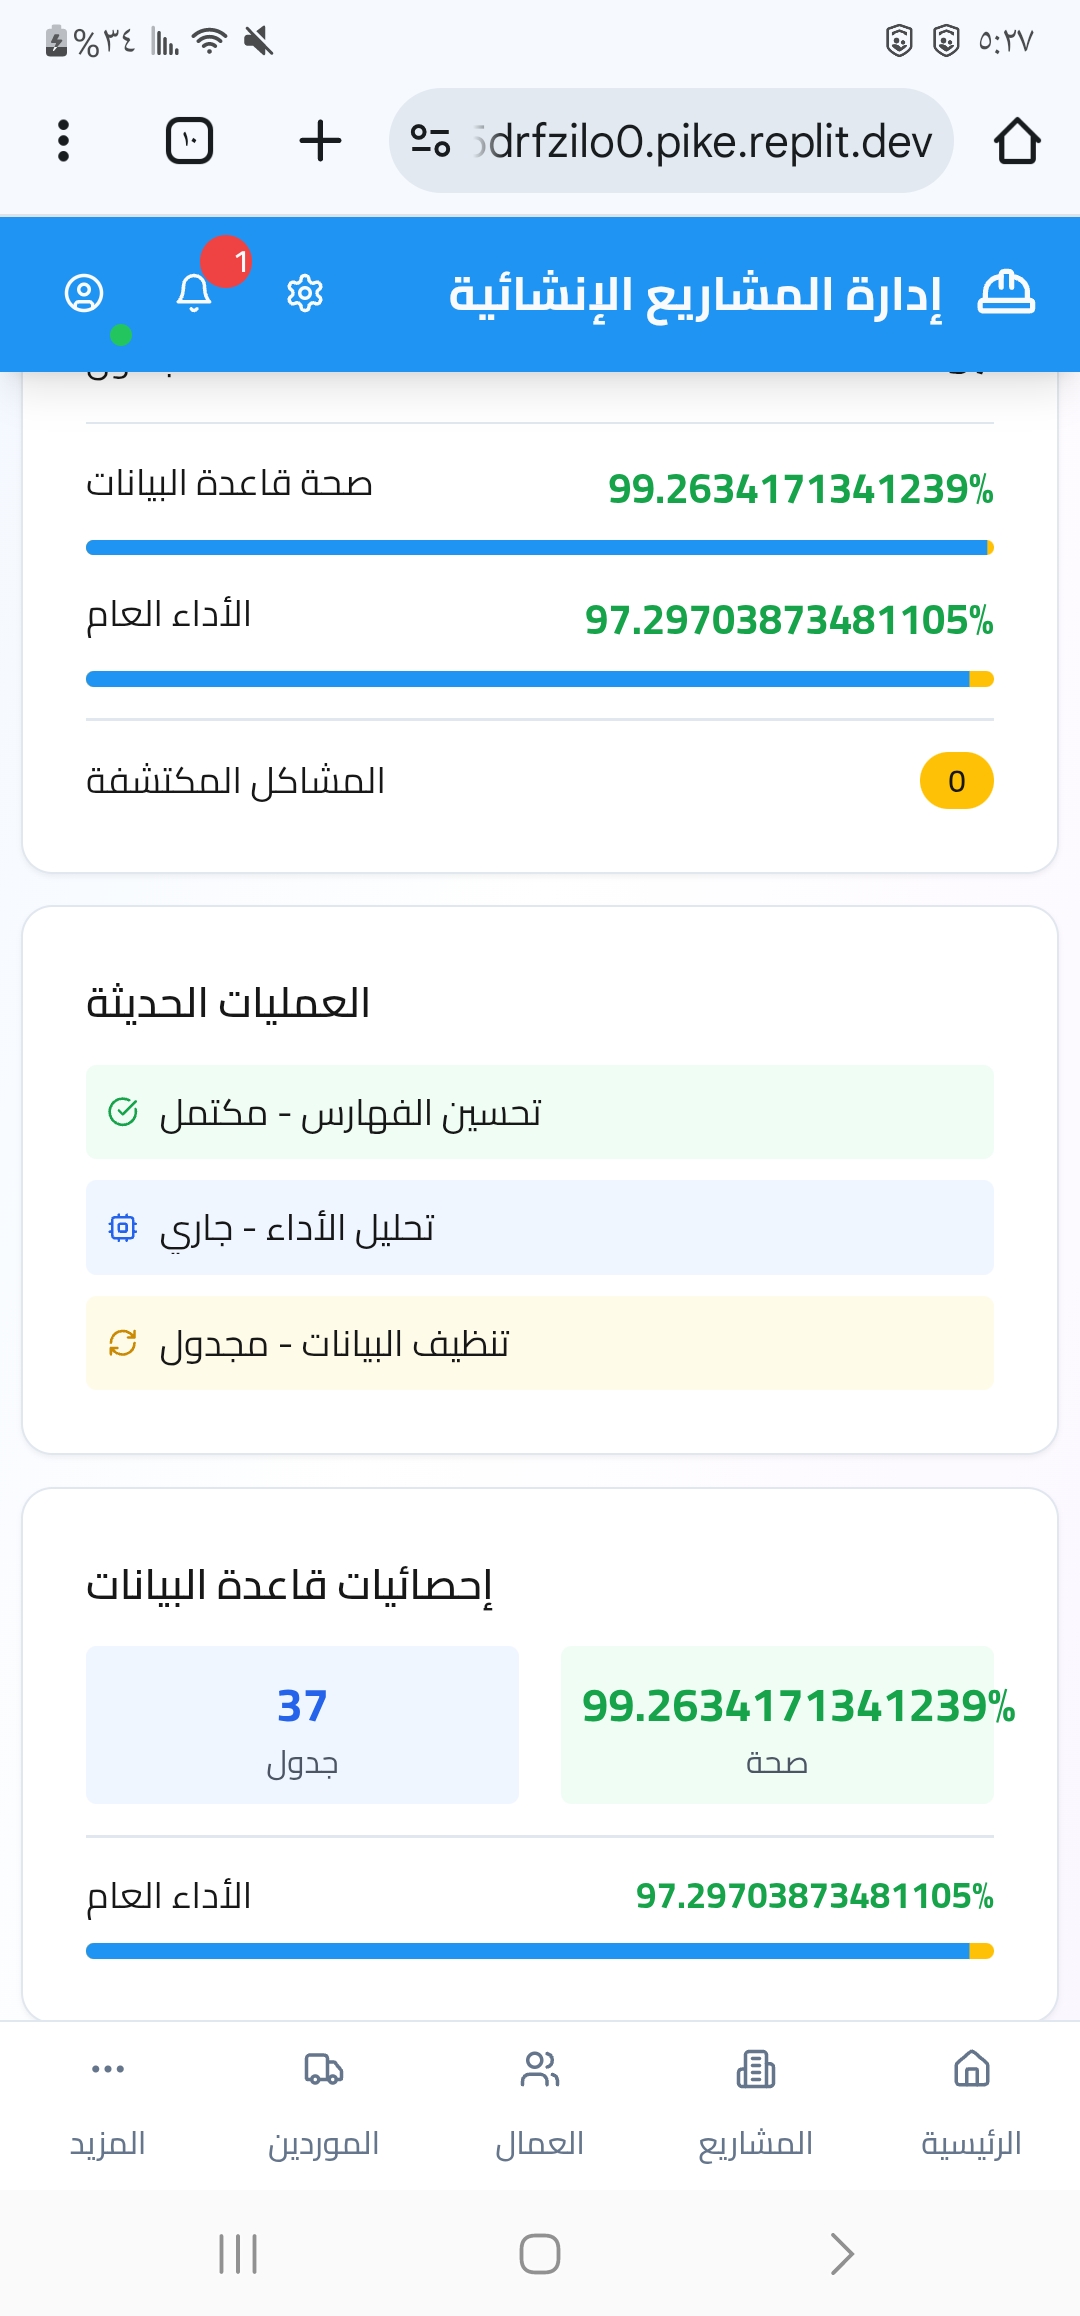 %٣٤
٥:٢٧
١٠
5drfzilo0.pike.replit.dev
إدارة المشاريع الإنشائية
1
صحة قاعدة البيانات
99.2634171341239%
الأداء العام
97.29703873481105%
المشاكل المكتشفة
0
العمليات الحديثة
تحسين الفهارس - مكتمل
تحليل الأداء - جاري
تنظيف البيانات - مجدول
إحصائيات قاعدة البيانات
99.2634171341239%
صحة
37
جدول
الأداء العام
97.29703873481105%
الرئيسية
المشاريع
العمال
الموردين
المزيد